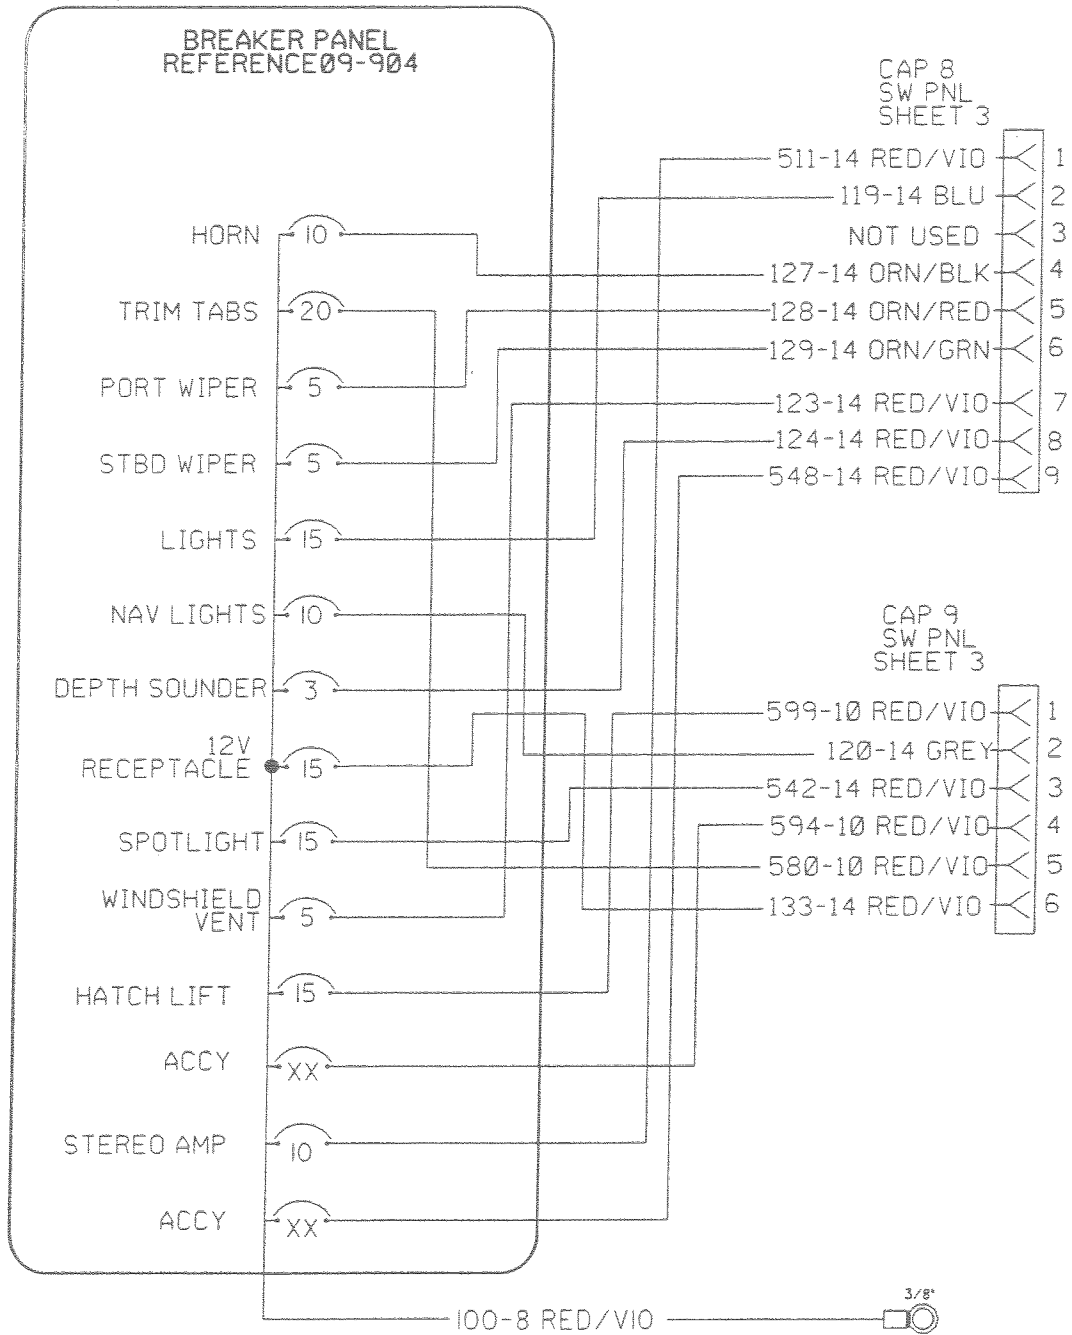 BREAKER PANEL
REFERENCE09-904
HORN 10
TRIM TABS 20
PORT WIPER 5
STBD WIPER 5
LIGHTS 15
NAV LIGHTS 10
DEPTH SOUNDER 3
12V
RECEPTACLE 15
SPOTLIGHT 15
WINDSHIELD
VENT 5
HATCH LIFT 15
ACCY XX
STEREO AMP 10
ACCY XX
CAP 8
SW PNL
SHEET 3
511-14 RED/VIO 1
119-14 BLU 2
NOT USED 3
127-14 ORN/BLK 4
128-14 ORN/RED 5
129-14 ORN/GRN 6
123-14 RED/VIO 7
124-14 RED/VIO 8
548-14 RED/VIO 9
CAP 9
SW PNL
SHEET 3
599-10 RED/VIO 1
120-14 GREY 2
542-14 RED/VIO 3
594-10 RED/VIO 4
580-10 RED/VIO 5
133-14 RED/VIO 6
3/8"
100-8 RED/VIO